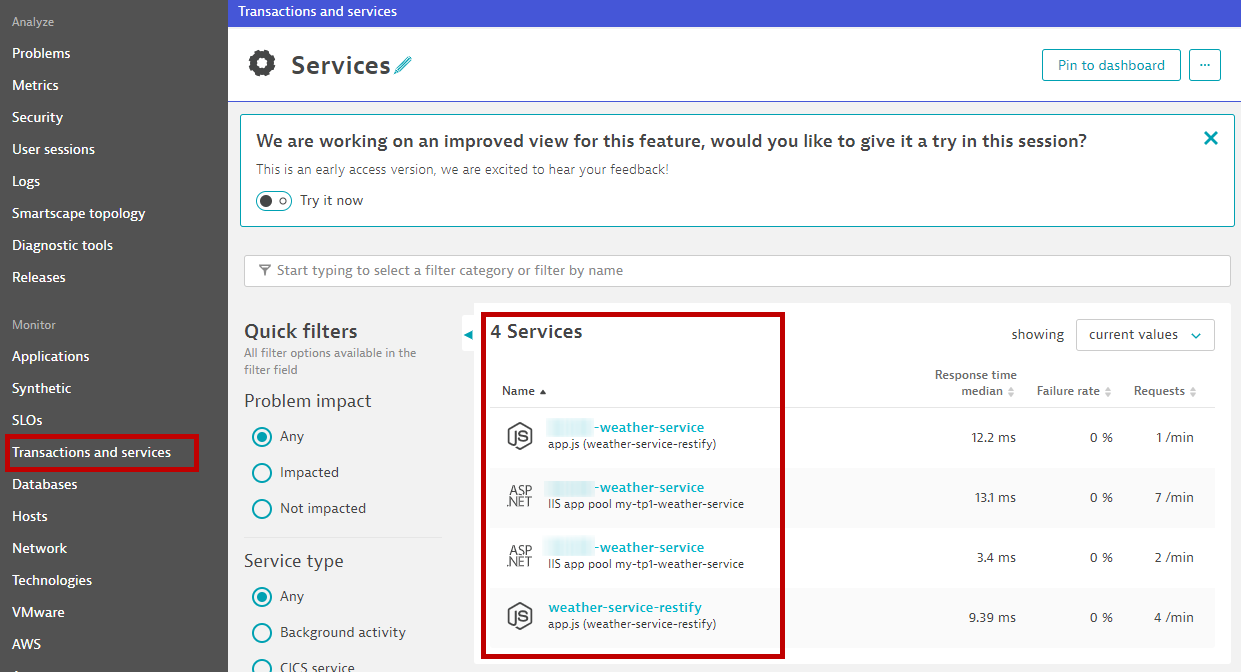 Analyze
Problems
Metrics
Security
User sessions
Logs
Smartscape topology
Diagnostic tools
Releases
Monitor
Applications
Synthetic
SLOs
Transactions and services
Databases
Hosts
Network
Technologies
VMware
AWS
Transactions and services
Services
Pin to dashboard
...
We are working on an improved view for this feature, would you like to give it a try in this session?
This is an early access version, we are excited to hear your feedback!
Try it now
Start typing to select a filter category or filter by name
Quick filters
All filter options available in the
filter field
Problem impact
Any
Impacted
Not impacted
Service type
Any
Background activity
CICS service
4 Services
showing
current values
Name
Response time
median
Failure rate
Requests
JS
-weather-service
app.js (weather-service-restify)
12.2 ms
0 %
1 /min
ASP
.NET
-weather-service
IIS app pool my-tp1-weather-service
13.1 ms
0 %
7 /min
ASP
.NET
-weather-service
IIS app pool my-tp1-weather-service
3.4 ms
0 %
2 /min
JS
weather-service-restify
app.js (weather-service-restify)
9.39 ms
0 %
4 /min